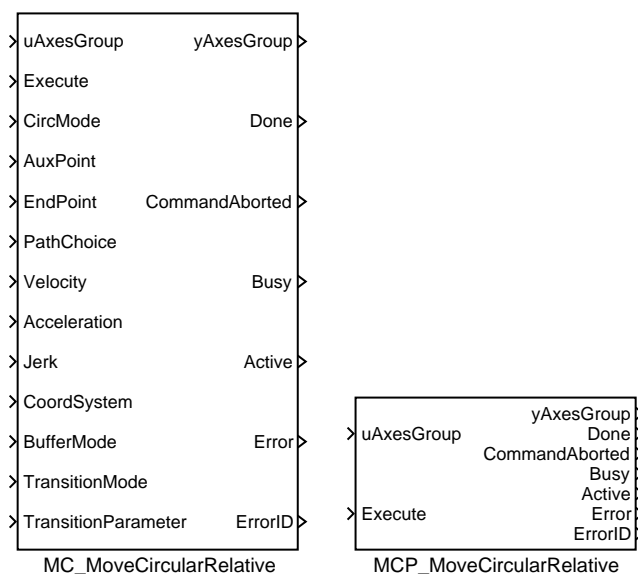 uAxesGroup yAxesGroup
Execute
CircMode Done
AuxPoint
EndPoint CommandAborted
PathChoice
Velocity Busy
Acceleration
Jerk Active
CoordSystem
BufferMode Error
TransitionMode
TransitionParameter ErrorID
MC_MoveCircularRelative
yAxesGroup
uAxesGroup Done
CommandAborted
Busy
Active
Execute Error
ErrorID
MCP_MoveCircularRelative